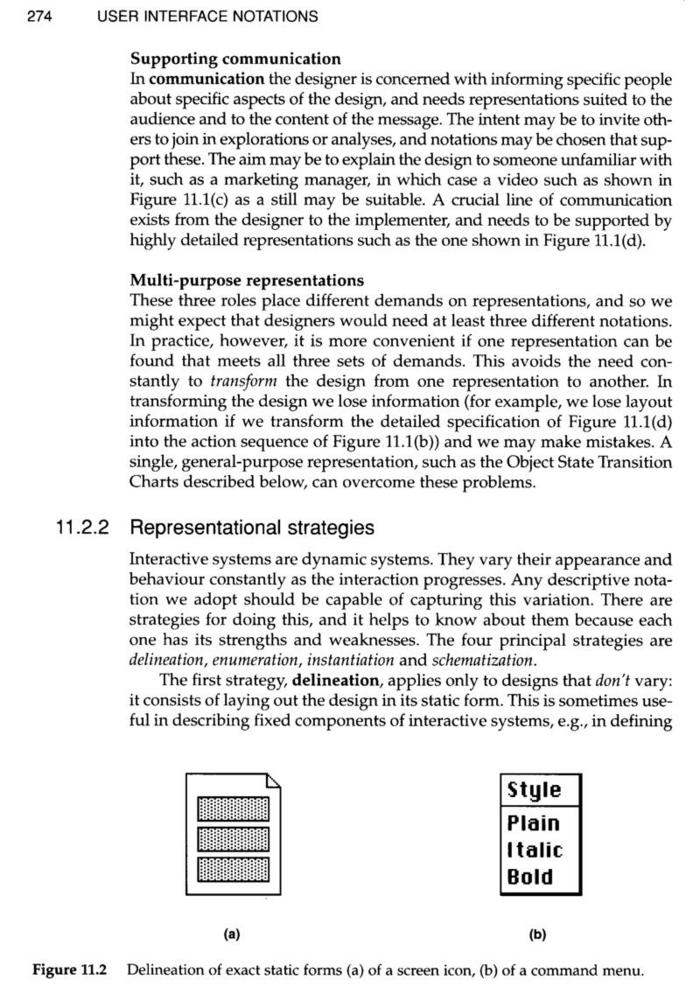 274 USER INTERFACE NOTATIONS
Supporting communication
In communication the designer is concerned with informing specific people
about specific aspects of the design, and needs representations suited to the
audience and to the content of the message. The intent may be to invite oth-
ers to join in explorations or analyses, and notations may be chosen that sup-
port these. The aim may be to explain the design to someone unfamiliar with
it, such as a marketing manager, in which case a video such as shown in
Figure 11.1(c) as a still may be suitable. A crucial line of communication
exists from the designer to the implementer, and needs to be supported by
highly detailed representations such as the one shown in Figure 11.1(d).
Multi-purpose representations
These three roles place different demands on representations, and so we
might expect that designers would need at least three different notations.
In practice, however, it is more convenient if one representation can be
found that meets all three sets of demands. This avoids the need con-
stantly to transform the design from one representation to another. In
transforming the design we lose information (for example, we lose layout
information if we transform the detailed specification of Figure 11.1(d)
into the action sequence of Figure 11.1(b)) and we may make mistakes. A
single, general-purpose representation, such as the Object State Transition
Charts described below, can overcome these problems.
11.2.2 Representational strategies
Interactive systems are dynamic systems. They vary their appearance and
behaviour constantly as the interaction progresses. Any descriptive nota-
tion we adopt should be capable of capturing this variation. There are
strategies for doing this, and it helps to know about them because each
one has its strengths and weaknesses. The four principal strategies are
delineation, enumeration, instantiation and schematization.
The first strategy, delineation, applies only to designs that don't vary:
it consists of laying out the design in its static form. This is sometimes use-
ful in describing fixed components of interactive systems, e.g., in defining
Style
Plain
Italic
Bold
(a) (b)
Figure 11.2 Delineation of exact static forms (a) of a screen icon, (b) of a command menu.